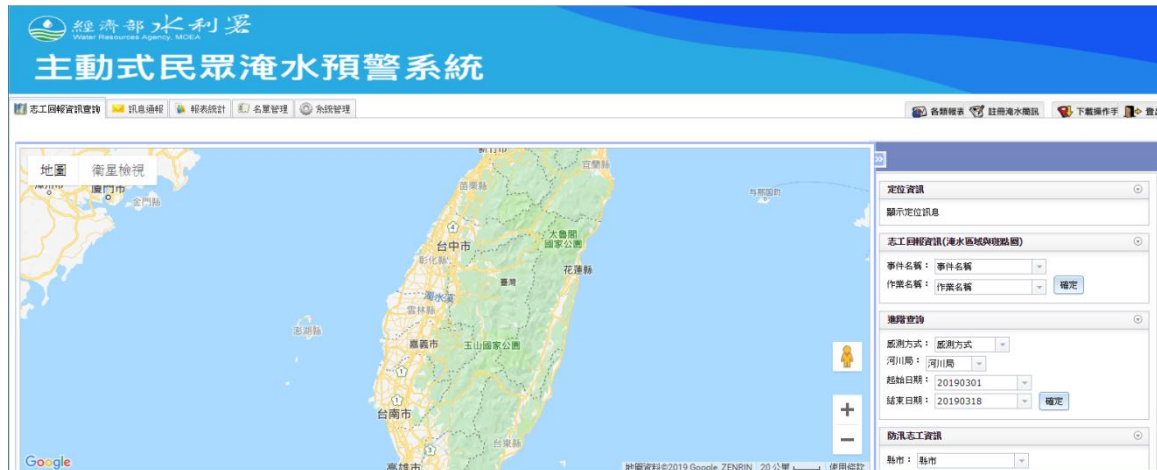 經濟部水利署
Water Resources Agency, MOEA
主動式民眾淹水預警系統
志工回報資訊查詢 訊息通報 報表統計 名單管理 系統管理
各類報表 註冊淹水簡訊 下載操作手 登出
地圖 衛星檢視
新竹市
宜蘭縣
苗栗縣
厦門市
金門縣
与那国町
太魯閣
國家公園
台中市
彰化縣
花蓮縣
臺灣
濁水溪
雲林縣
澎湖縣
嘉義市
玉山國家公園
台南市
台東縣
高雄市
Google
地圖資料©2019 Google, ZENRIN 20 公里 使用條款
定位資訊
顯示定位訊息
志工回報資訊(淹水區域與斑點圖)
事件名稱： 事件名稱
作業名稱： 作業名稱 確定
進階查詢
感測方式： 感測方式
河川局： 河川局
起始日期： 20190301
結束日期： 20190318 確定
防汛志工資訊
縣市： 縣市